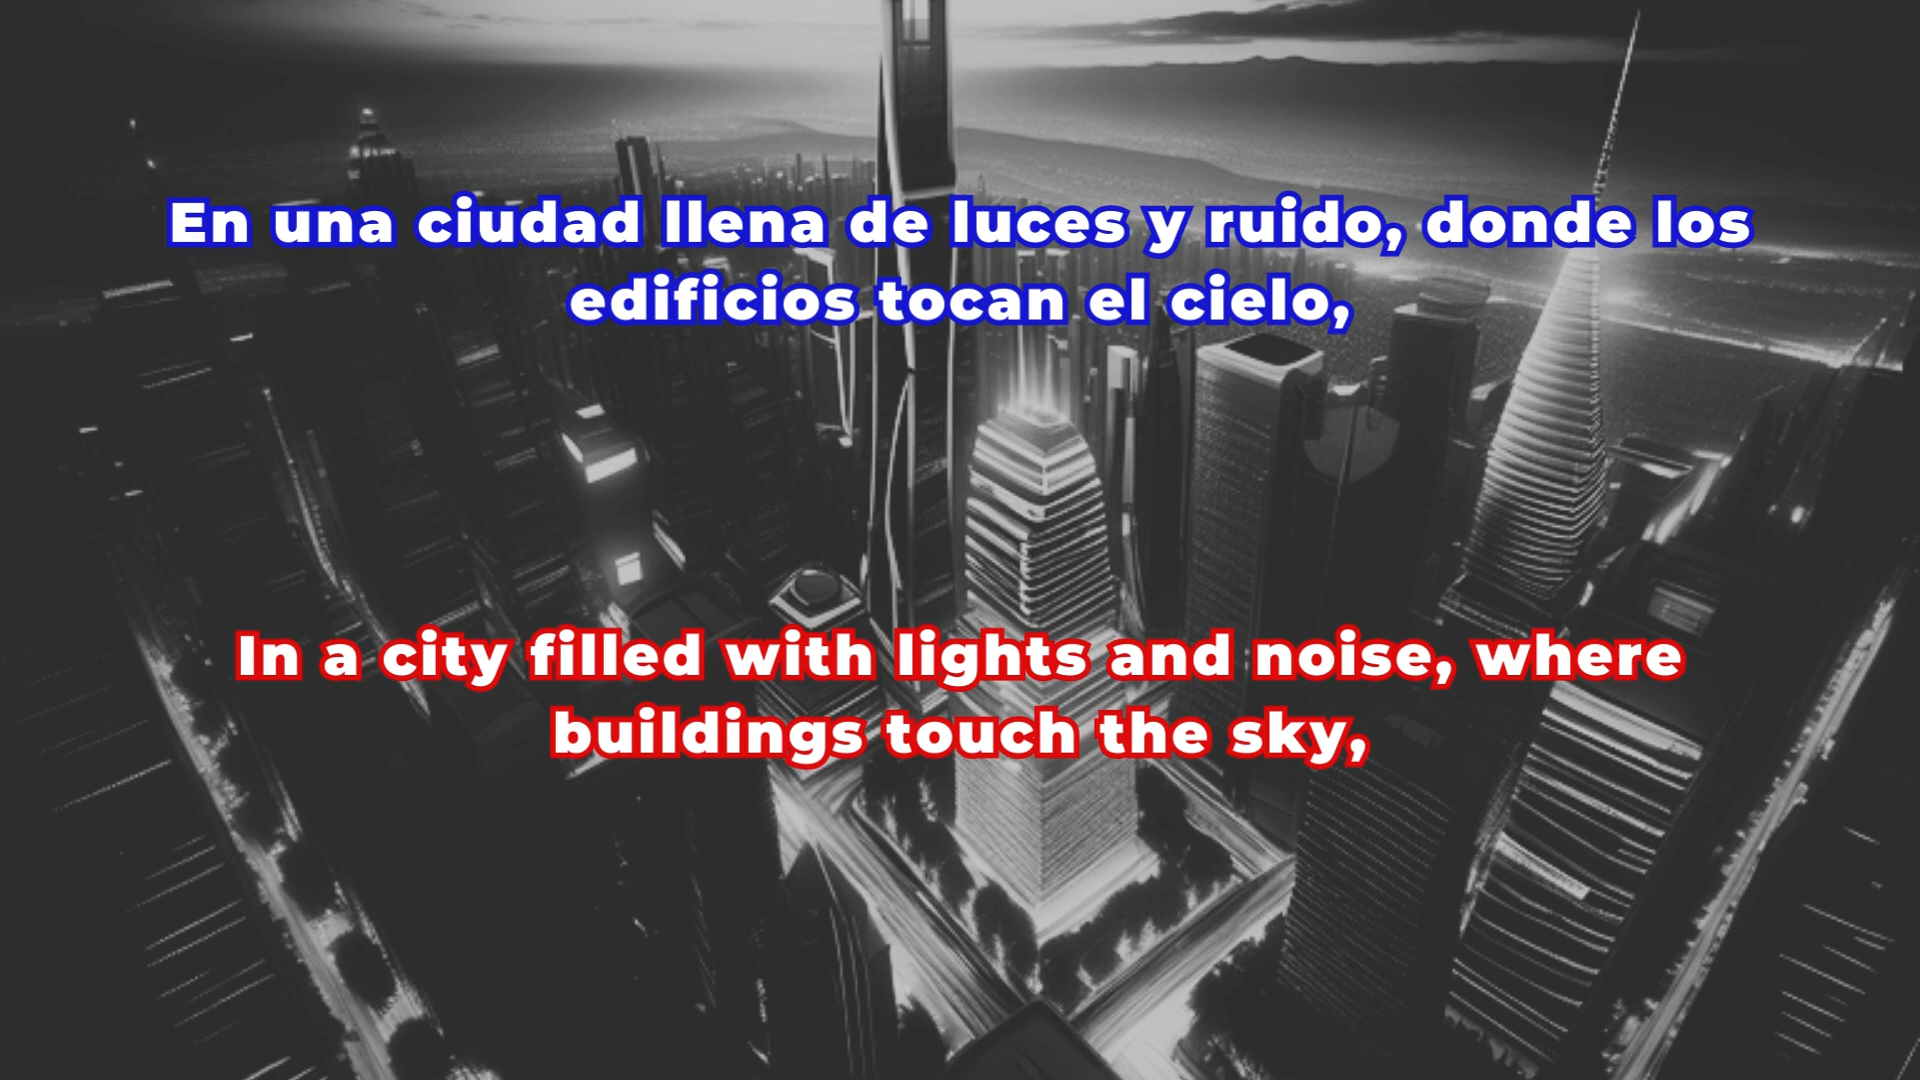 En una ciudad llena de luces y ruido, donde los
edificios tocan el cielo,
In a city filled with lights and noise, where
buildings touch the sky,